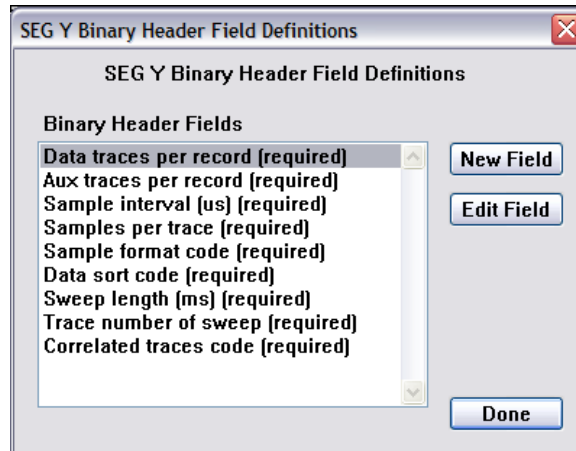 SEG Y Binary Header Field Definitions
SEG Y Binary Header Field Definitions
Binary Header Fields
Data traces per record (required)
Aux traces per record (required)
Sample interval (us) (required)
Samples per trace (required)
Sample format code (required)
Data sort code (required)
Sweep length (ms) (required)
Trace number of sweep (required)
Correlated traces code (required)
New Field
Edit Field
Done